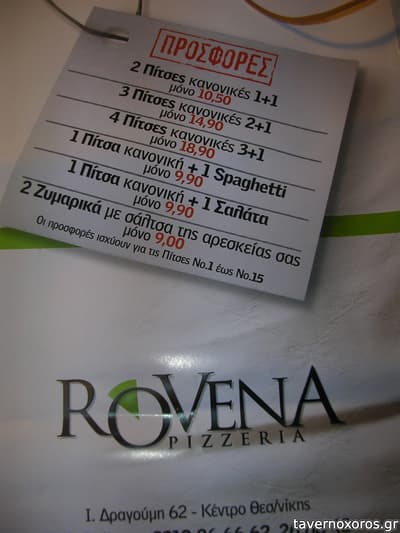 ΠΡΟΣΦΟΡΕΣ
2 Πίτσες κανονικές 1+1
μόνο 10,50
3 Πίτσες κανονικές 2+1
μόνο 14,90
4 Πίτσες κανονικές 3+1
μόνο 18,90
1 Πίτσα κανονική + 1 Spaghetti
μόνο 9,90
1 Πίτσα κανονική + 1 Σαλάτα
μόνο 9,90
2 Ζυμαρικά με σάλτσα της αρεσκείας σας
μόνο 9,00
Οι προσφορές ισχύουν για τις Πίτσες Νο.1 έως Νο.15
ROVENA
PIZZERIA
Ι. Δραγούμη 62 - Κέντρο Θεσ/νίκης
tavernoxoros.gr